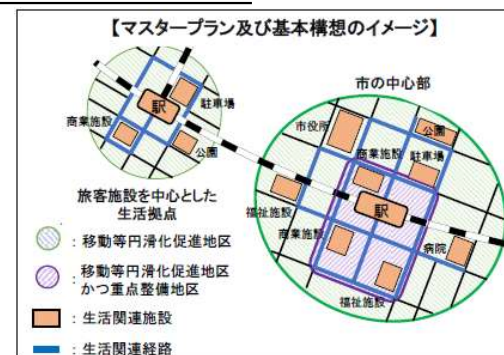 【マスタープラン及び基本構想のイメージ】
市の中心部
駅
駐車場
商業施設
公園
旅客施設を中心とした
生活拠点
市役所
公園
商業施設
駐車場
福祉施設
駅
商業施設
病院
福祉施設
：移動等円滑化促進地区
：移動等円滑化促進地区
かつ重点整備地区
：生活関連施設
：生活関連経路